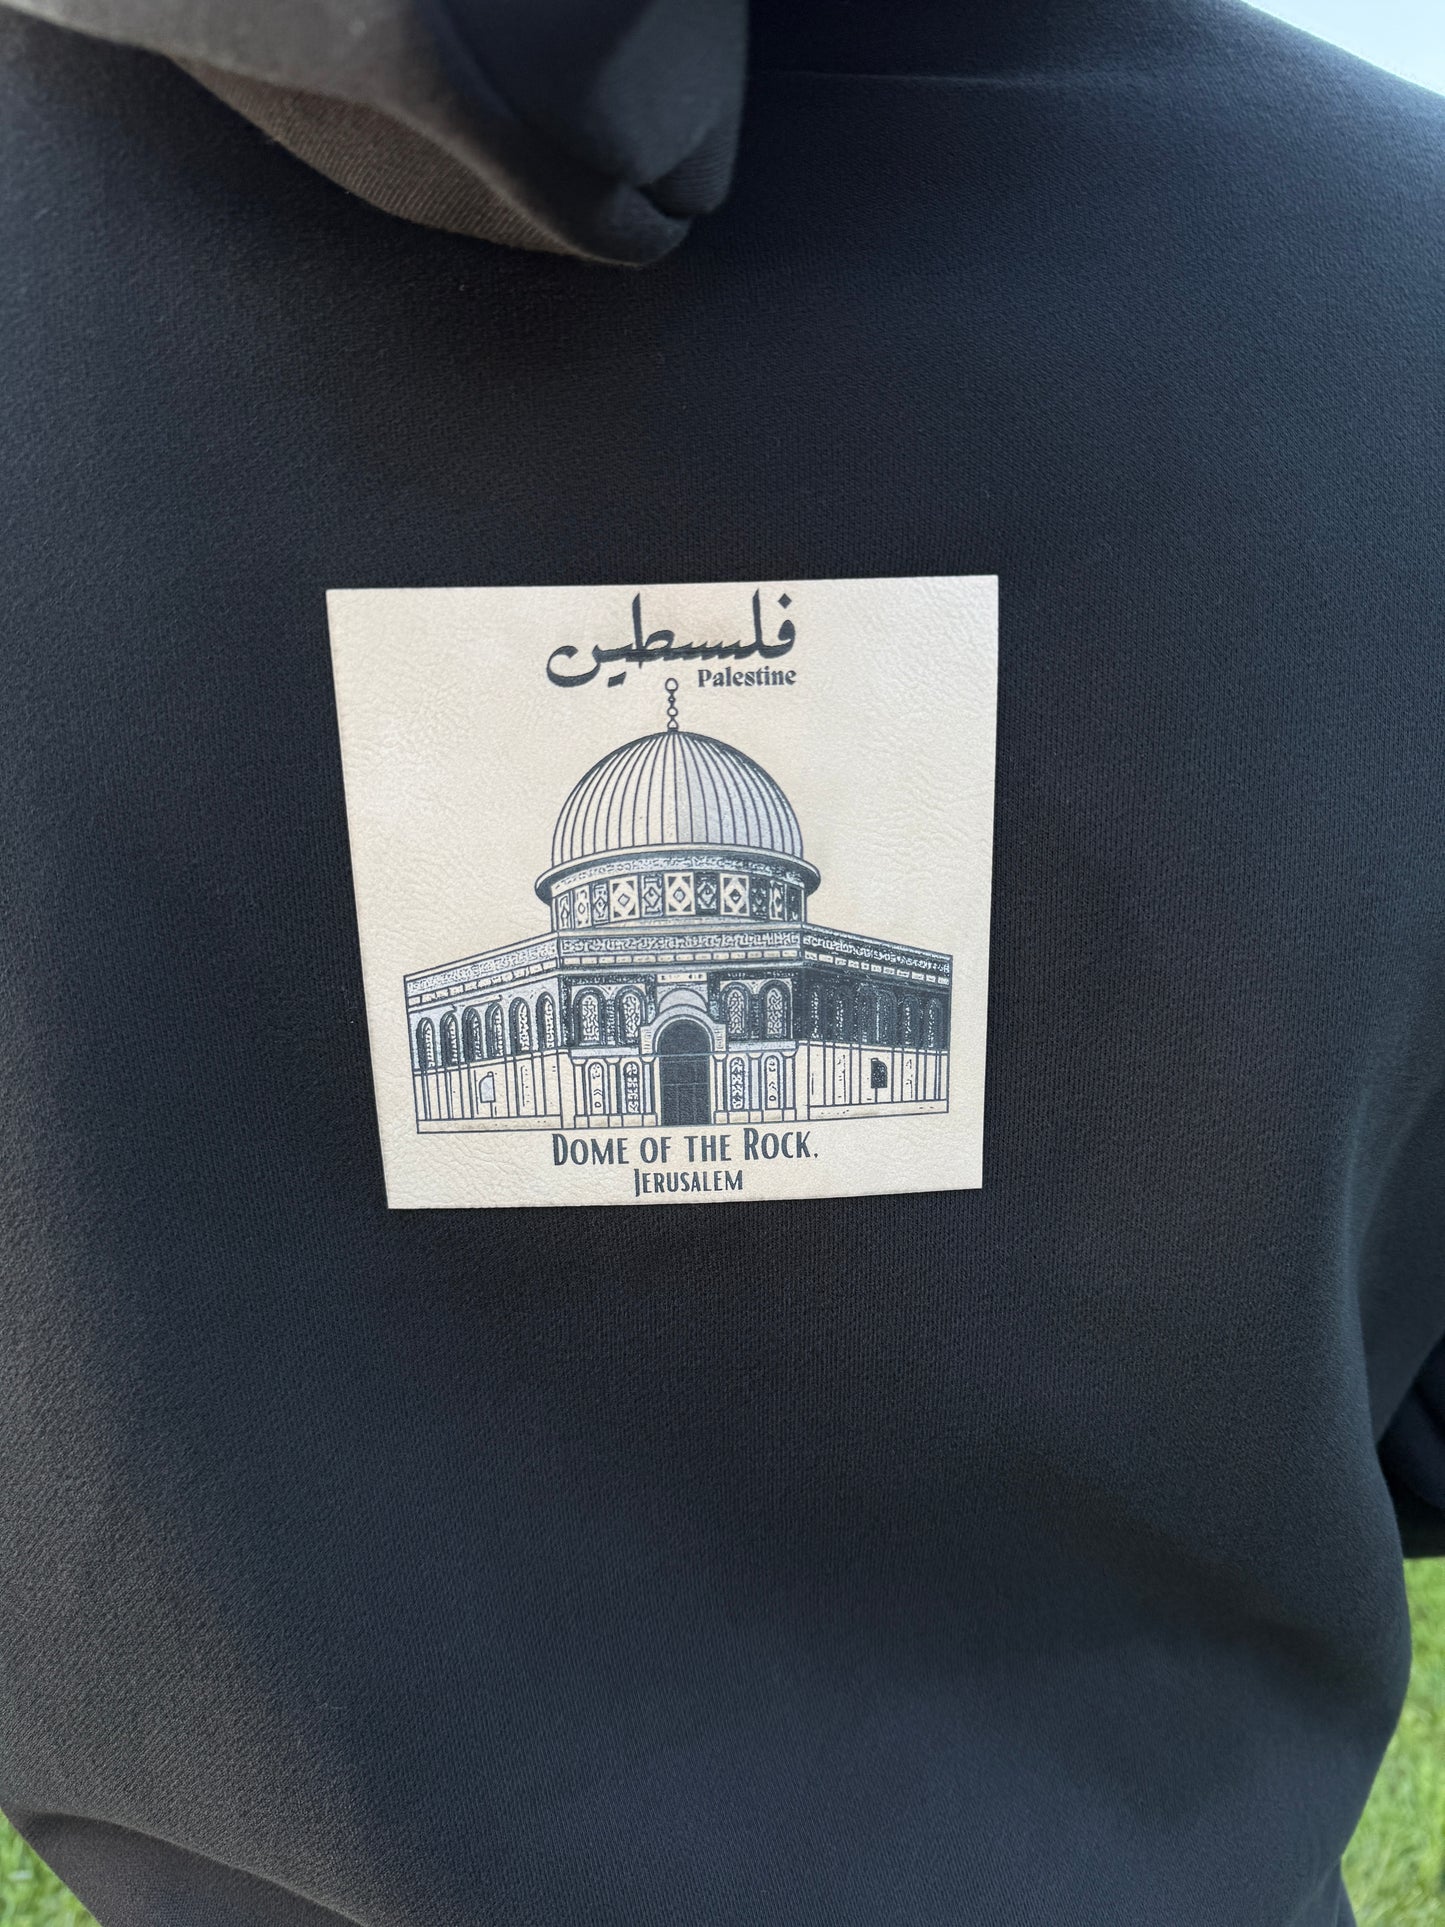 فلسطين
Palestine
DOME OF THE ROCK,
JERUSALEM